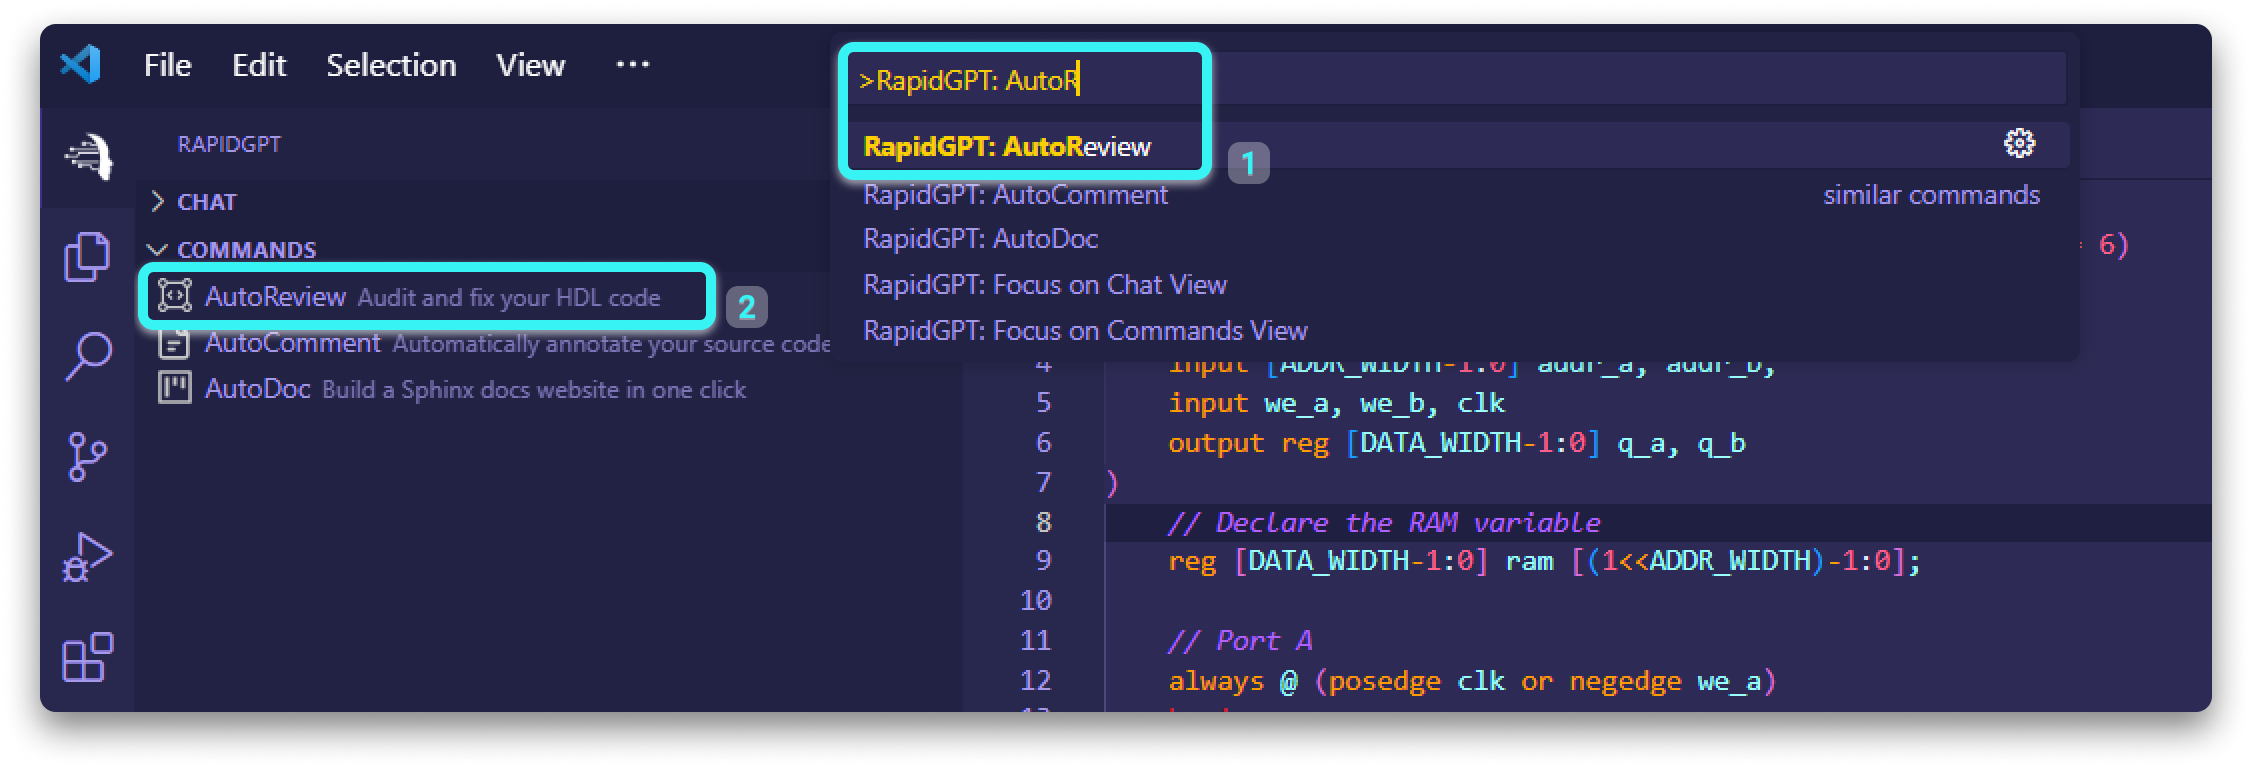 File Edit Selection View ···
>RapidGPT: AutoR
RapidGPT: AutoReview
1
RapidGPT: AutoComment similar commands
RapidGPT: AutoDoc
RapidGPT: Focus on Chat View
RapidGPT: Focus on Commands View
RAPIDGPT
CHAT
COMMANDS
AutoReview Audit and fix your HDL code
2
AutoComment Automatically annotate your source code
AutoDoc Build a Sphinx docs website in one click
6)
4 input [ADDR_WIDTH-1:0] addr_a, addr_b,
5 input we_a, we_b, clk
6 output reg [DATA_WIDTH-1:0] q_a, q_b
7 )
8 // Declare the RAM variable
9 reg [DATA_WIDTH-1:0] ram [(1<<ADDR_WIDTH)-1:0];
10
11 // Port A
12 always @ (posedge clk or negedge we_a)